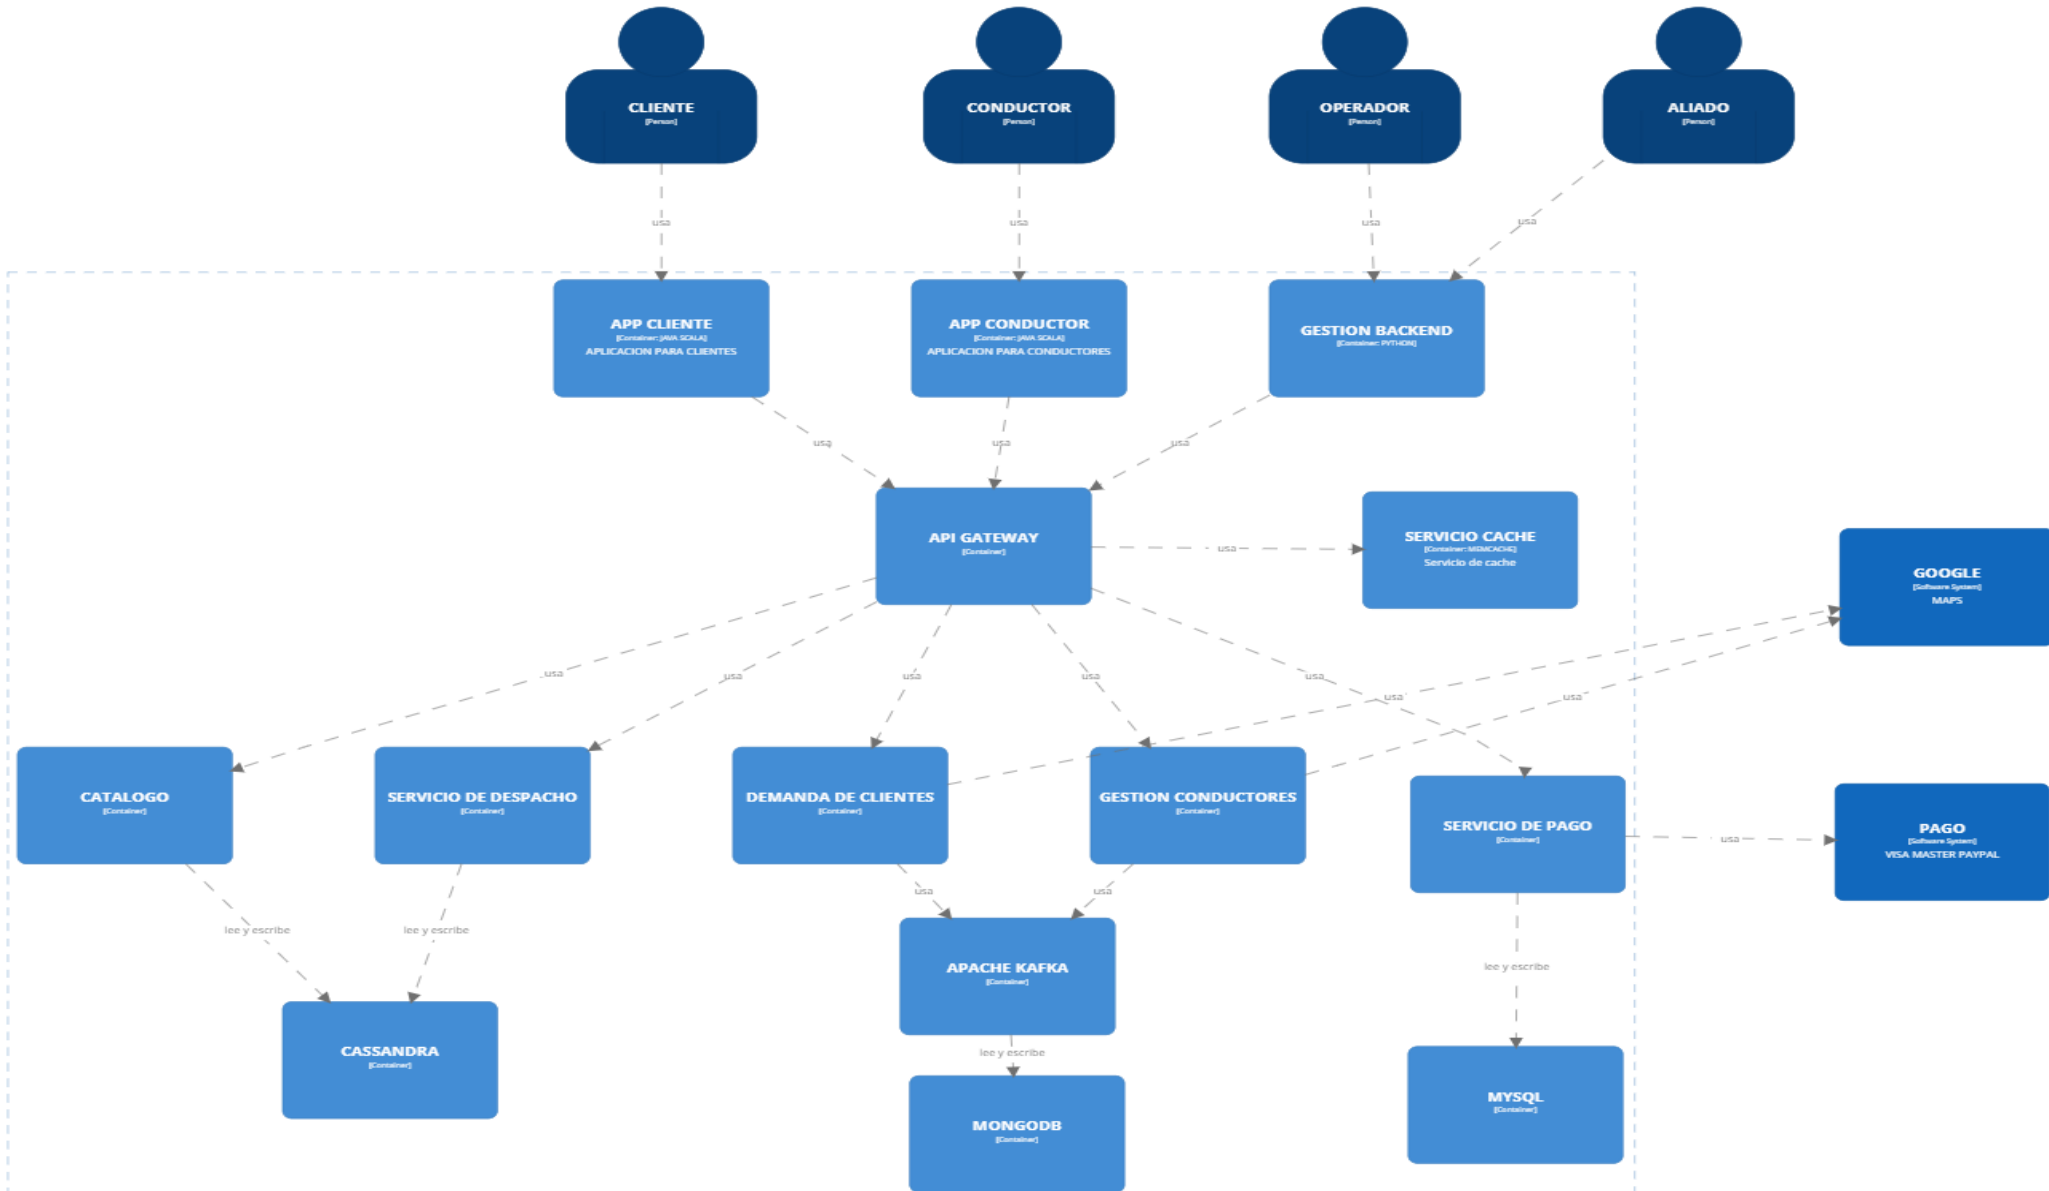 CLIENTE
[Person]
CONDUCTOR
[Person]
OPERADOR
[Person]
ALIADO
[Person]
usa
usa
usa
usa
APP CLIENTE
[Container: JAVA SCALA]
APLICACION PARA CLIENTES
APP CONDUCTOR
[Container: JAVA SCALA]
APLICACION PARA CONDUCTORES
GESTION BACKEND
[Container: PYTHON]
usa
usa
usa
API GATEWAY
[Container]
usa
SERVICIO CACHE
[Container: MEMCACHE]
Servicio de cache
GOOGLE
[Software System]
MAPS
usa
usa
usa
usa
usa
usa
usa
CATALOGO
[Container]
SERVICIO DE DESPACHO
[Container]
DEMANDA DE CLIENTES
[Container]
GESTION CONDUCTORES
[Container]
SERVICIO DE PAGO
[Container]
usa
PAGO
[Software System]
VISA MASTER PAYPAL
usa
usa
lee y escribe
lee y escribe
APACHE KAFKA
[Container]
lee y escribe
CASSANDRA
[Container]
lee y escribe
MONGODB
[Container]
MYSQL
[Container]